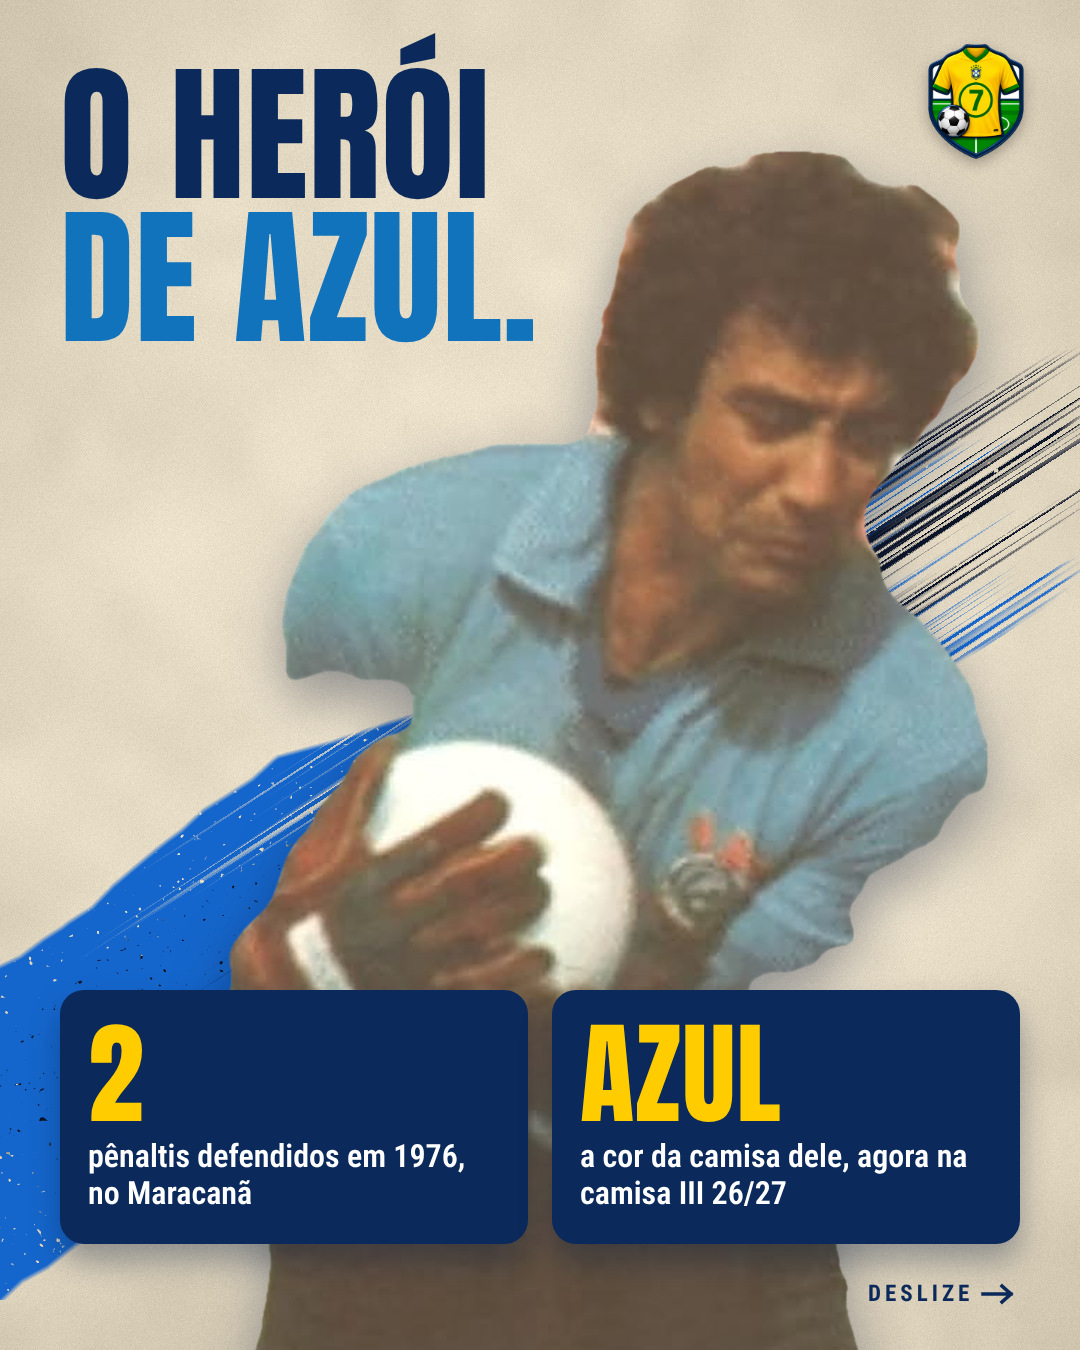 O HERÓI
DE AZUL.
7
2
pênaltis defendidos em 1976,
no Maracanã
AZUL
a cor da camisa dele, agora na
camisa III 26/27
DESLIZE